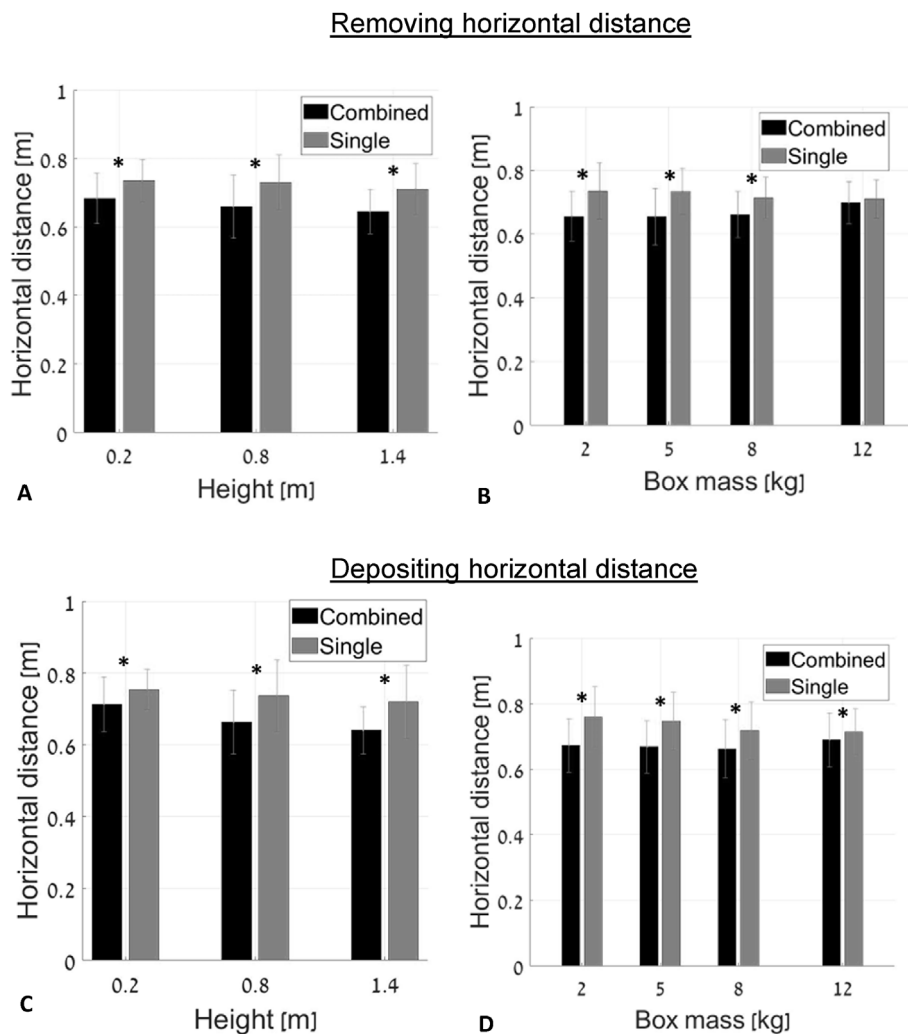 Removing horizontal distance
1
0.8
0.6
0.4
0.2
0
Horizontal distance [m]
Combined
Single
*
*
*
0.2
0.8
1.4
Height [m]
A
1
0.8
0.6
0.4
0.2
0
Horizontal distance [m]
Combined
Single
*
*
*
2
5
8
12
Box mass [kg]
B
Depositing horizontal distance
1
0.8
0.6
0.4
0.2
0
Horizontal distance [m]
Combined
Single
*
*
*
0.2
0.8
1.4
Height [m]
C
1
0.8
0.6
0.4
0.2
0
Horizontal distance [m]
Combined
Single
*
*
*
*
2
5
8
12
Box mass [kg]
D